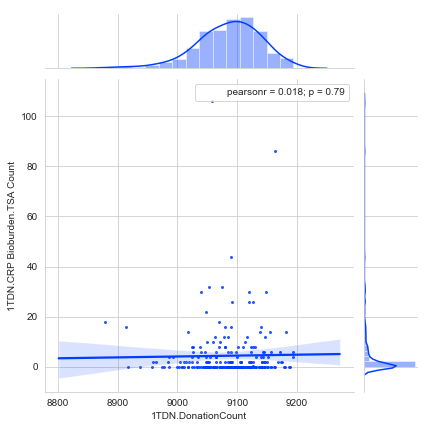 pearsonr = 0.018; p = 0.79
100
80
60
40
20
0
1TDN.CRP Bioburden.TSA Count
8800 8900 9000 9100 9200
1TDN.DonationCount